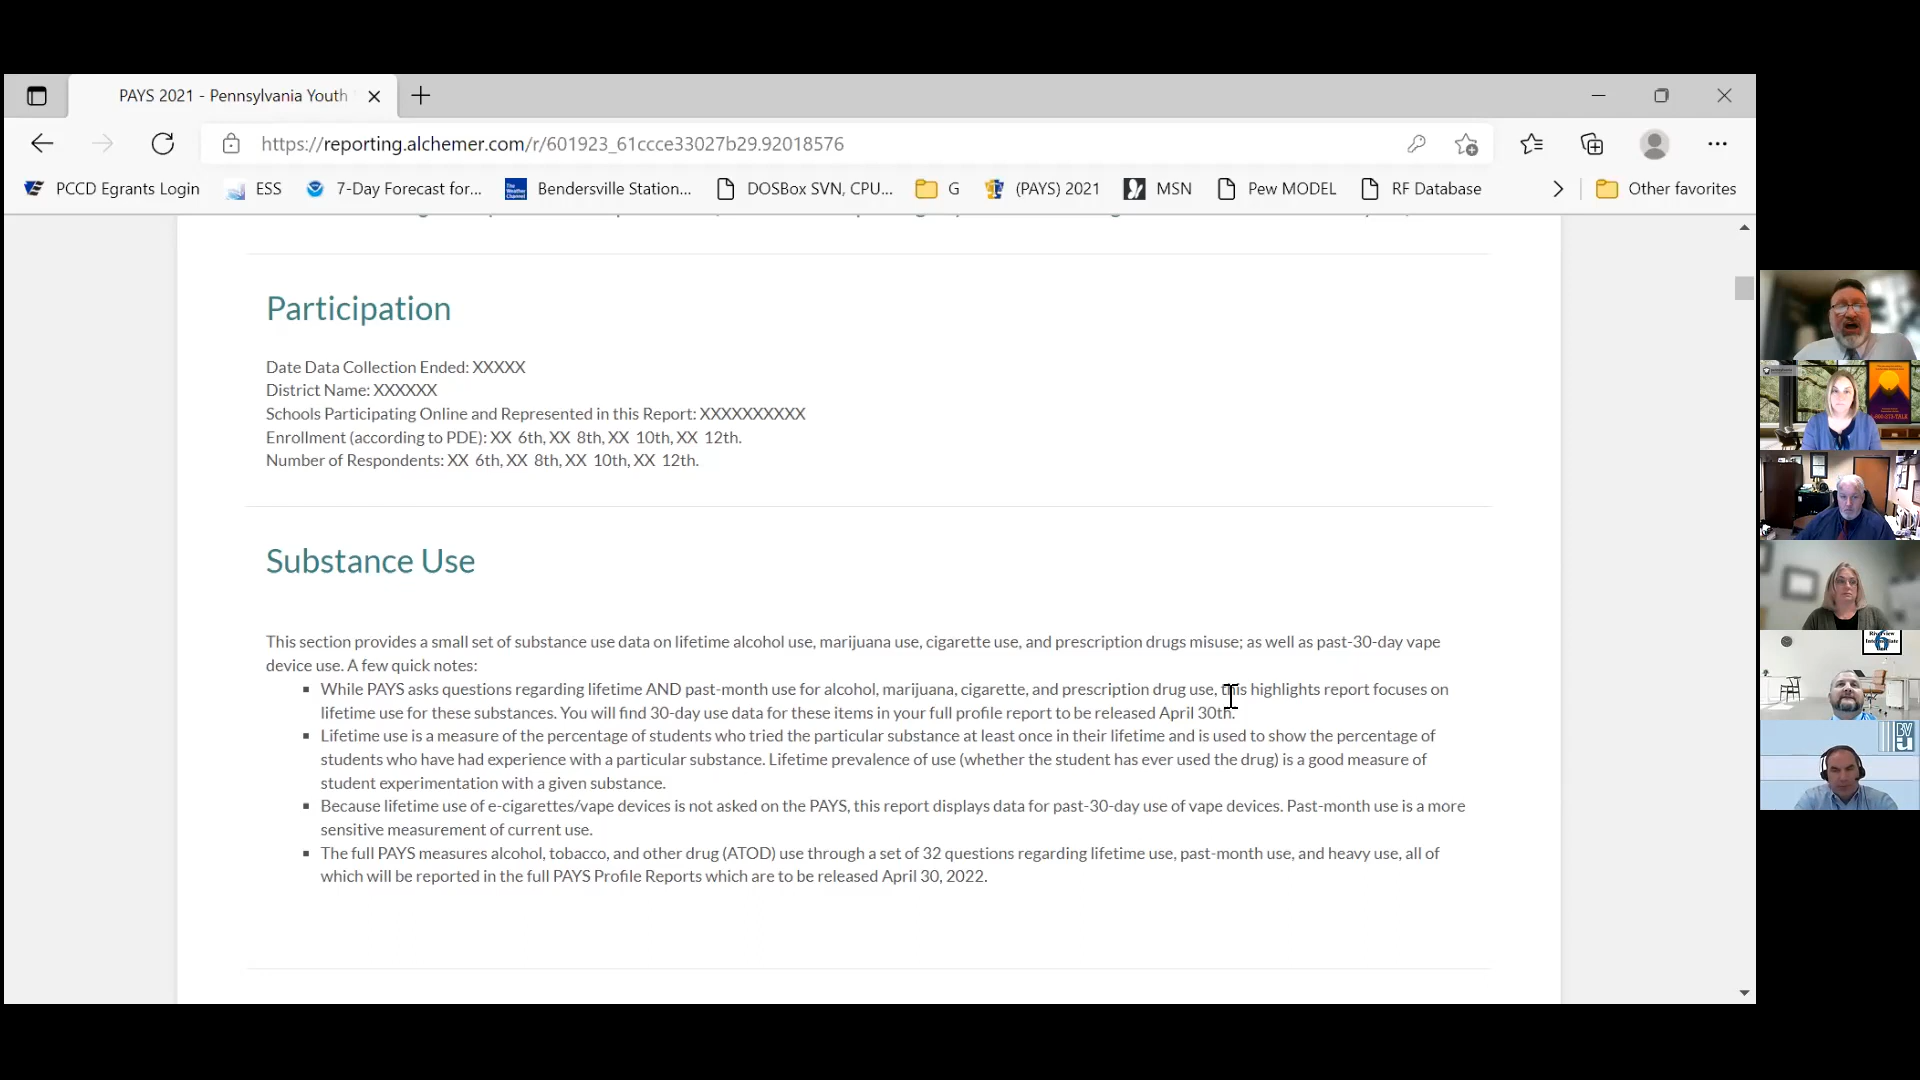 PAYS 2021 - Pennsylvania Youth
https://reporting.alchemer.com/r/601923_61ccce33027b29.92018576
PCCD Egrants Login ESS 7-Day Forecast for... Bendersville Station... DOSBox SVN, CPU... G (PAYS) 2021 MSN Pew MODEL RF Database Other favorites
Participation
Date Data Collection Ended: XXXXX
District Name: XXXXXX
Schools Participating Online and Represented in this Report: XXXXXXXXXX
Enrollment (according to PDE): XX 6th, XX 8th, XX 10th, XX 12th.
Number of Respondents: XX 6th, XX 8th, XX 10th, XX 12th.
Substance Use
This section provides a small set of substance use data on lifetime alcohol use, marijuana use, cigarette use, and prescription drugs misuse; as well as past-30-day vape
device use. A few quick notes:
While PAYS asks questions regarding lifetime AND past-month use for alcohol, marijuana, cigarette, and prescription drug use, this highlights report focuses on
lifetime use for these substances. You will find 30-day use data for these items in your full profile report to be released April 30th.
Lifetime use is a measure of the percentage of students who tried the particular substance at least once in their lifetime and is used to show the percentage of
students who have had experience with a particular substance. Lifetime prevalence of use (whether the student has ever used the drug) is a good measure of
student experimentation with a given substance.
Because lifetime use of e-cigarettes/vape devices is not asked on the PAYS, this report displays data for past-30-day use of vape devices. Past-month use is a more
sensitive measurement of current use.
The full PAYS measures alcohol, tobacco, and other drug (ATOD) use through a set of 32 questions regarding lifetime use, past-month use, and heavy use, all of
which will be reported in the full PAYS Profile Reports which are to be released April 30, 2022.
Riverview
Intermediate
6
BV
IU